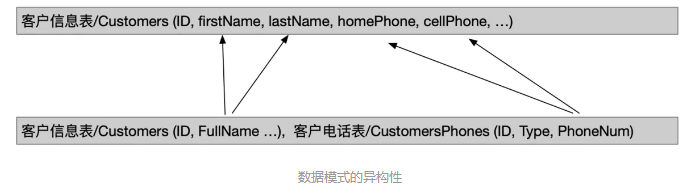 客户信息表/Customers (ID, firstName, lastName, homePhone, cellPhone, …)
客户信息表/Customers (ID, FullName …), 客户电话表/CustomersPhones (ID, Type, PhoneNum)
数据模式的异构性